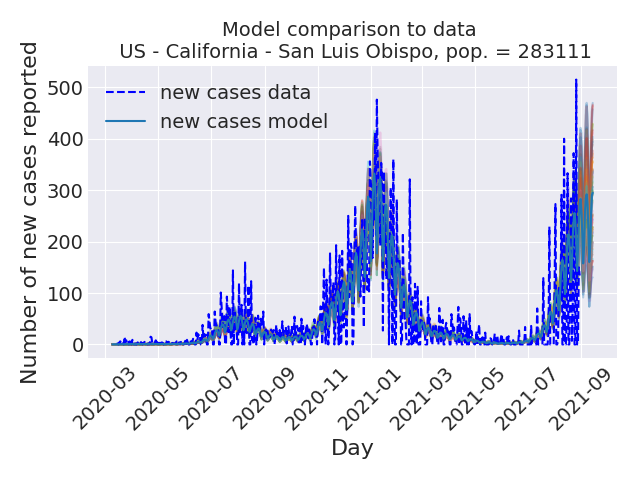 Model comparison to data
US - California - San Luis Obispo, pop. = 283111
Number of new cases reported
500
400
300
200
100
0
new cases data
new cases model
2020-03
2020-05
2020-07
2020-09
2020-11
2021-01
2021-03
2021-05
2021-07
2021-09
Day